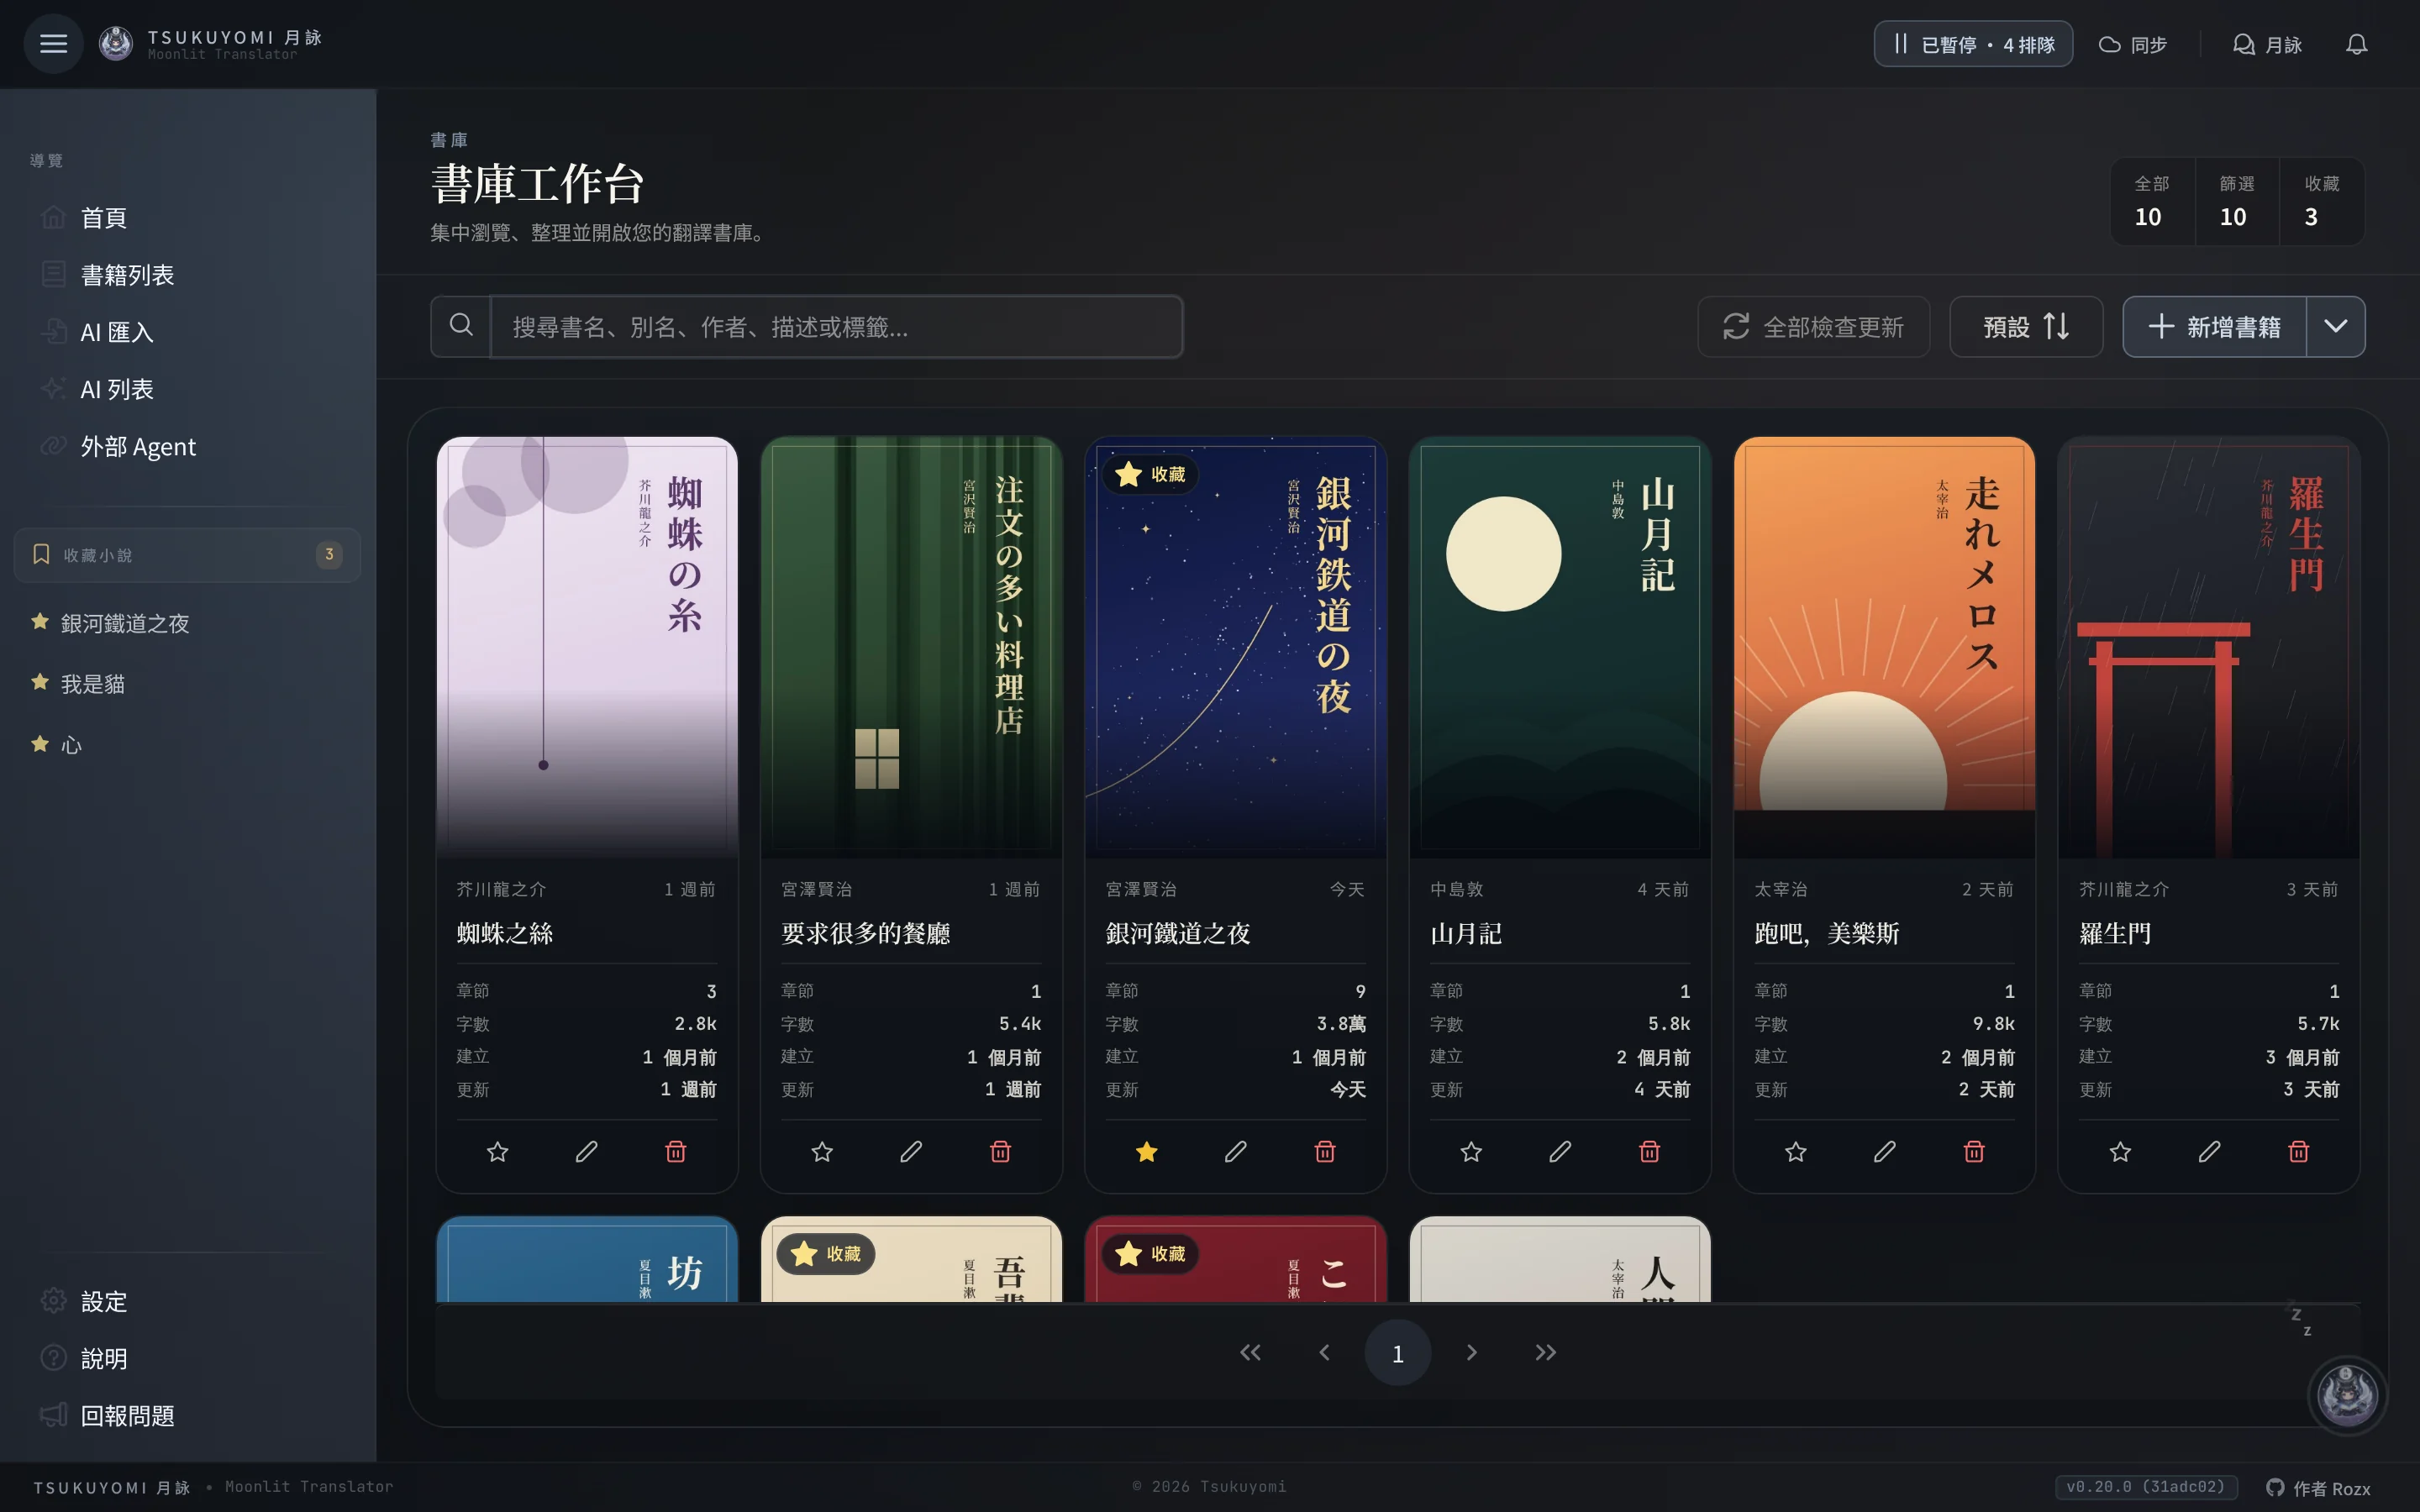 TSUKUYOMI 月詠
Moonlit Translator
已暫停 • 4 排隊
同步
月詠
導覽
首頁
書籍列表
AI 匯入
AI 列表
外部 Agent
收藏小說
3
銀河鐵道之夜
我是貓
心
設定
說明
回報問題
書庫
書庫工作台
集中瀏覽、整理並開啟您的翻譯書庫。
全部
10
篩選
10
收藏
3
搜尋書名、別名、作者、描述或標籤...
全部檢查更新
預設
新增書籍
蜘蛛の糸
芥川龍之介
芥川龍之介
1 週前
蜘蛛之絲
章節
3
字數
2.8k
建立
1 個月前
更新
1 週前
注文の多い料理店
宮沢賢治
宮澤賢治
1 週前
要求很多的餐廳
章節
1
字數
5.4k
建立
1 個月前
更新
1 週前
收藏
銀河鉄道の夜
宮沢賢治
宮澤賢治
今天
銀河鐵道之夜
章節
9
字數
3.8萬
建立
1 個月前
更新
今天
山月記
中島敦
中島敦
4 天前
山月記
章節
1
字數
5.8k
建立
2 個月前
更新
4 天前
走れメロス
太宰治
太宰治
2 天前
跑吧，美樂斯
章節
1
字數
9.8k
建立
2 個月前
更新
2 天前
羅生門
芥川龍之介
芥川龍之介
3 天前
羅生門
章節
1
字數
5.7k
建立
3 個月前
更新
3 天前
坊
夏目漱
收藏
吾
夏目漱
收藏
こ
夏目漱
人
太宰治
1
z
z
TSUKUYOMI 月詠 • Moonlit Translator
© 2026 Tsukuyomi
v0.20.0 (31adc02)
作者 Rozx